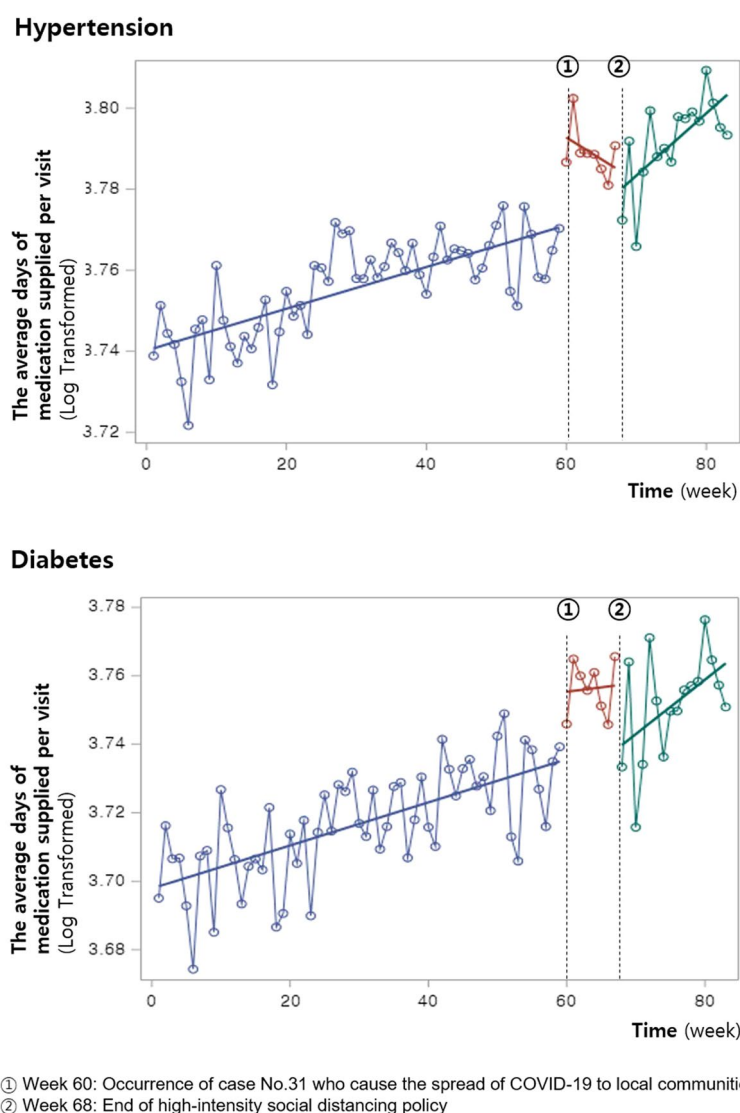 Hypertension
① ②
3.80
3.78
3.76
3.74
3.72
The average days of
medication supplied per visit
(Log Transformed)
0 20 40 60 80
Time (week)
Diabetes
① ②
3.78
3.76
3.74
3.72
3.70
3.68
The average days of
medication supplied per visit
(Log Transformed)
0 20 40 60 80
Time (week)
① Week 60: Occurrence of case No.31 who cause the spread of COVID-19 to local communiti
② Week 68: End of high-intensity social distancing policy